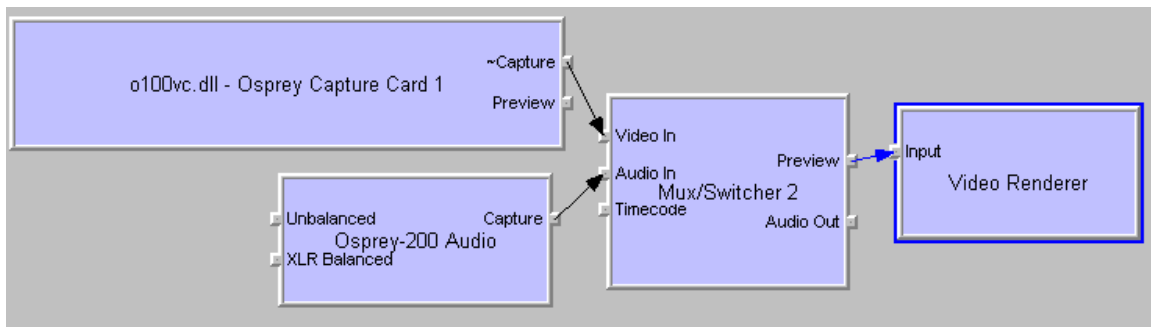 o100vc.dll - Osprey Capture Card 1
~Capture
Preview
Unbalanced
Capture
Osprey-200 Audio
XLR Balanced
Video In
Preview
Audio In
Mux/Switcher 2
Timecode
Audio Out
Input
Video Renderer